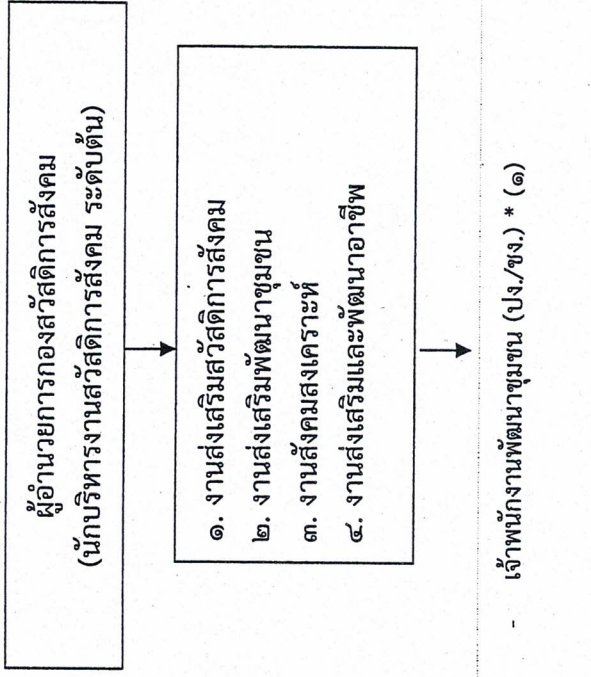 ผู้อำนวยการกองสวัสดิการสังคม
(นักบริหารงานสวัสดิการสังคม ระดับต้น)
๑. งานส่งเสริมสวัสดิการสังคม
๒. งานส่งเสริมพัฒนาชุมชน
๓. งานสังคมสงเคราะห์
๔. งานส่งเสริมและพัฒนาอาชีพ
- เจ้าพนักงานพัฒนาชุมชน (ปง./ชง.) * (๑)